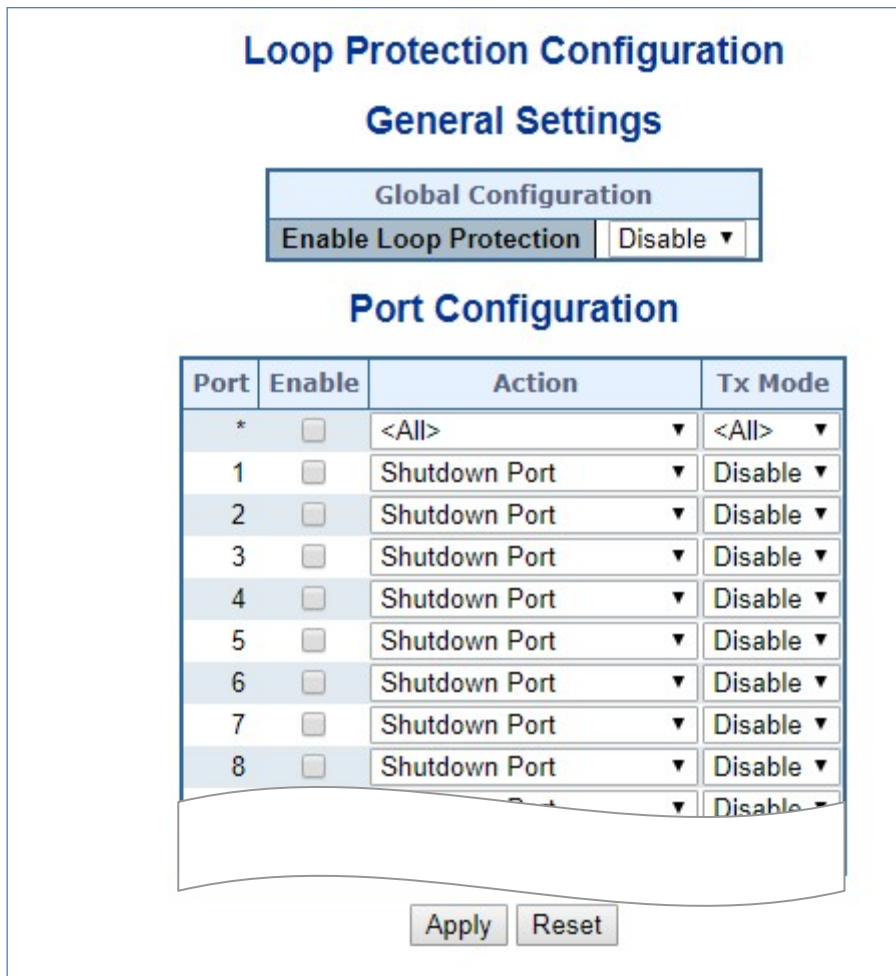 Loop Protection Configuration
General Settings
Global Configuration
Enable Loop Protection Disable ▼
Port Configuration
Port Enable Action Tx Mode
* <All> ▼ <All> ▼
1 Shutdown Port ▼ Disable ▼
2 Shutdown Port ▼ Disable ▼
3 Shutdown Port ▼ Disable ▼
4 Shutdown Port ▼ Disable ▼
5 Shutdown Port ▼ Disable ▼
6 Shutdown Port ▼ Disable ▼
7 Shutdown Port ▼ Disable ▼
8 Shutdown Port ▼ Disable ▼
▼ Disable ▼
Apply Reset